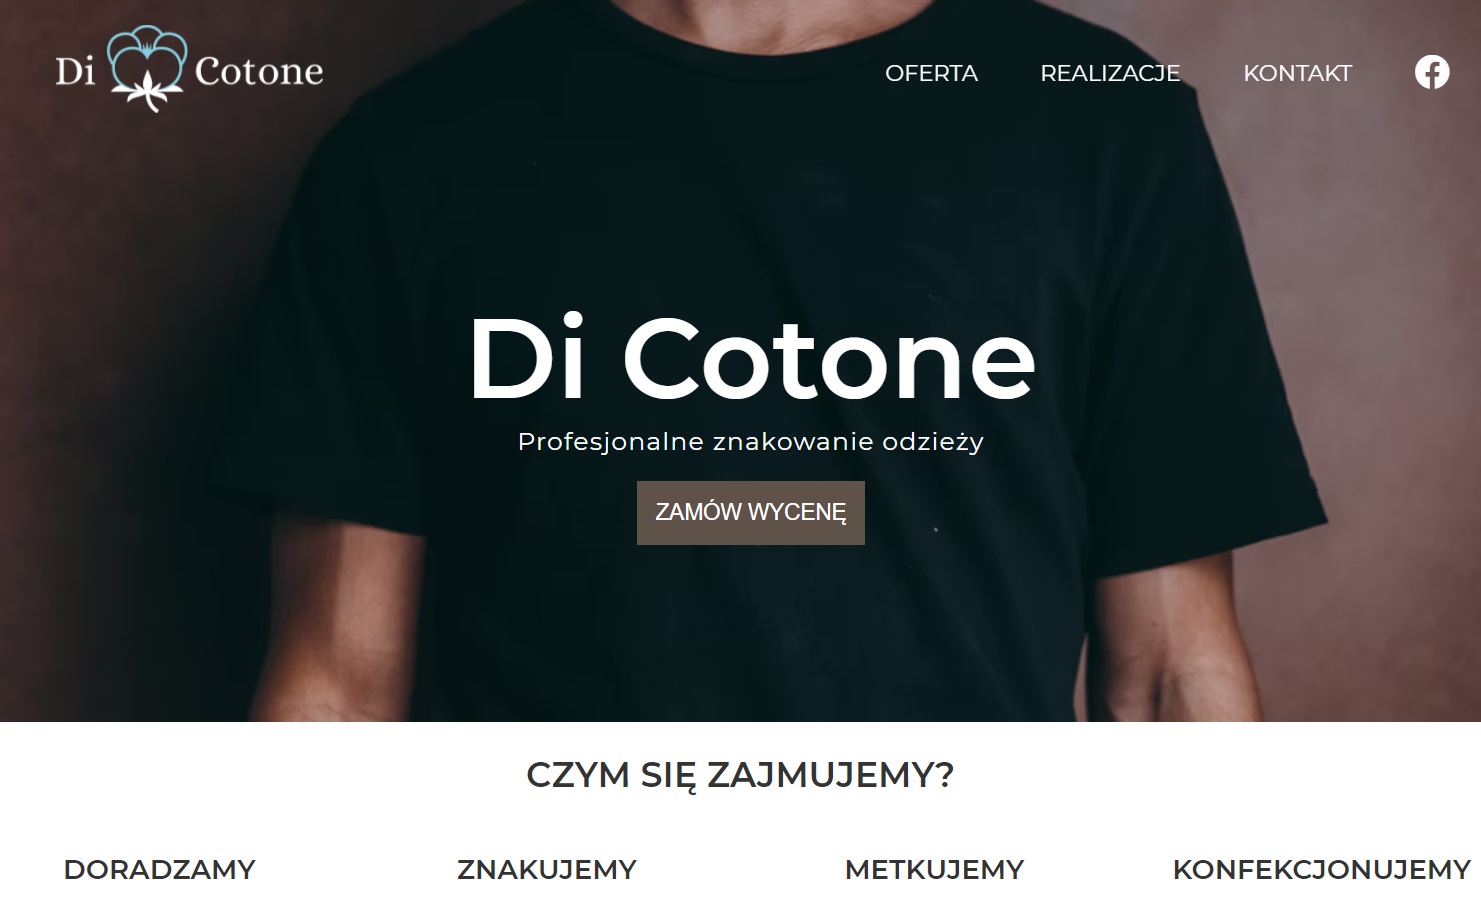 Di Cotone
OFERTA
REALIZACJE
KONTAKT
Di Cotone
Profesjonalne znakowanie odzieży
ZAMÓW WYCENĘ
CZYM SIĘ ZAJMUJEMY?
DORADZAMY
ZNAKUJEMY
METKUJEMY
KONFEKCJONUJEMY